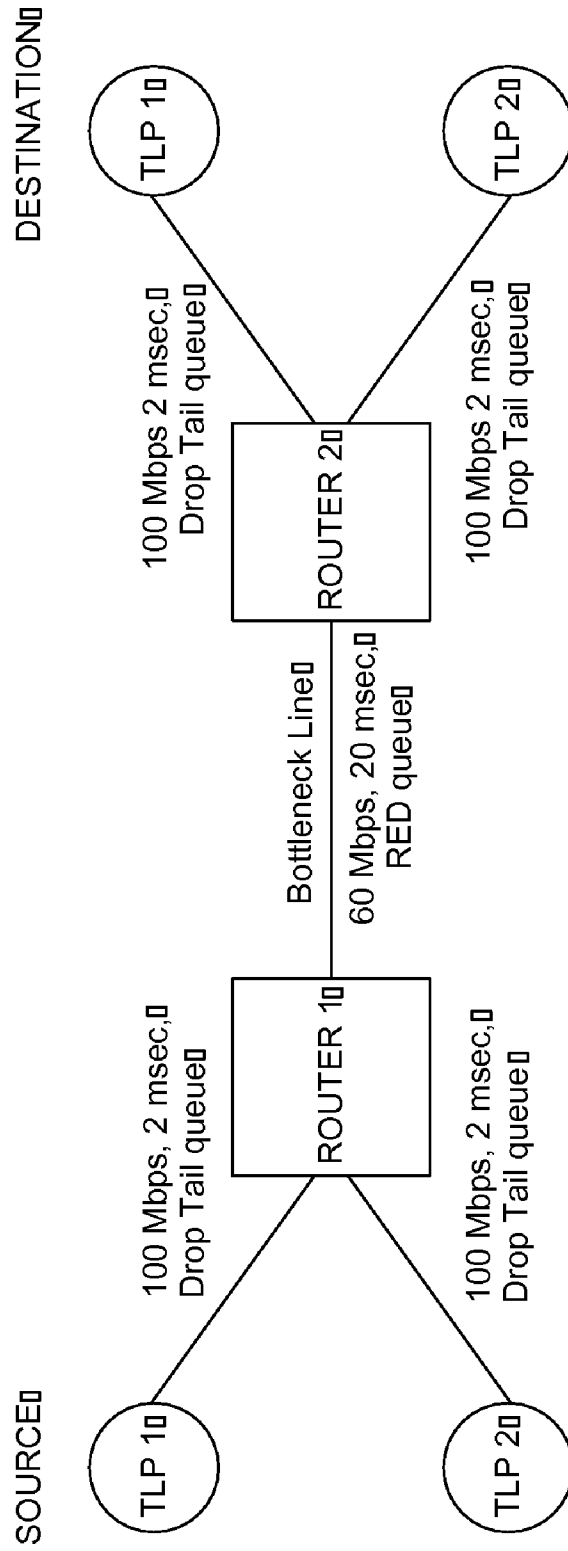 SOURCE
DESTINATION
TLP 1
100 Mbps, 2 msec,
Drop Tail queue
100 Mbps 2 msec,
Drop Tail queue
TLP 1
ROUTER 1
Bottleneck Line
60 Mbps, 20 msec,
RED queue
ROUTER 2
TLP 2
100 Mbps, 2 msec,
Drop Tail queue
100 Mbps 2 msec,
Drop Tail queue
TLP 2